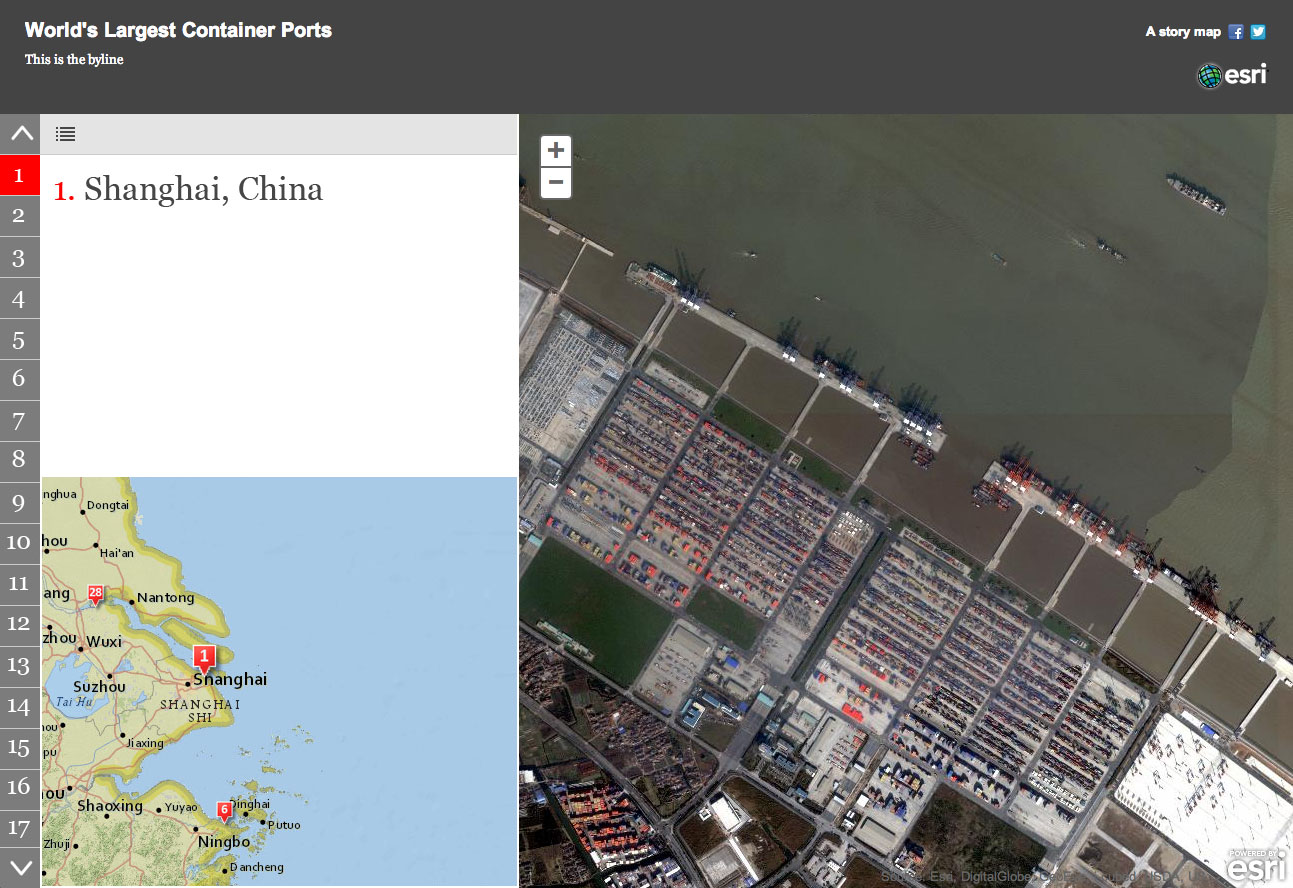 World's Largest Container Ports
This is the byline
A story map
esri
1
2
3
4
5
6
7
8
9
10
11
12
13
14
15
16
17
1. Shanghai, China
+
−
nghua
Dongtai
hou
Hai'an
ang
28
Nantong
zhou
Wuxi
1
Shanghai
Suzhou
Tai Hu
SHANGHAI
SHI
hou
Jiaxing
pu
ou
Shaoxing
Yuyao
6
Dinghai
Putuo
Zhuji
Ningbo
Dancheng
POWERED BY
esri
Source: Esri, DigitalGlobe,